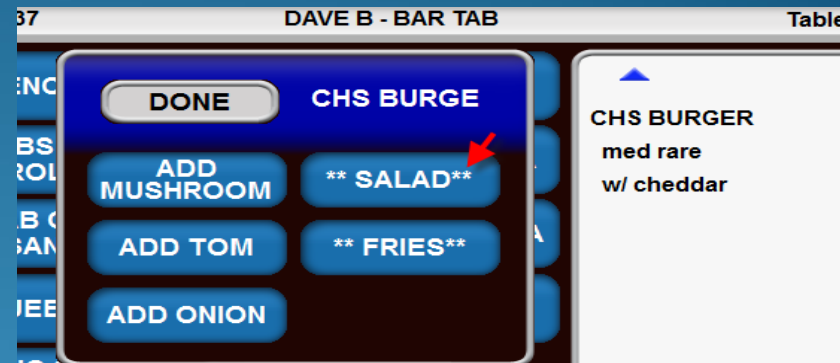 37 DAVE B - BAR TAB Table
DONE CHS BURGE
ADD
MUSHROOM
** SALAD**
ADD TOM
** FRIES**
ADD ONION
CHS BURGER
med rare
w/ cheddar